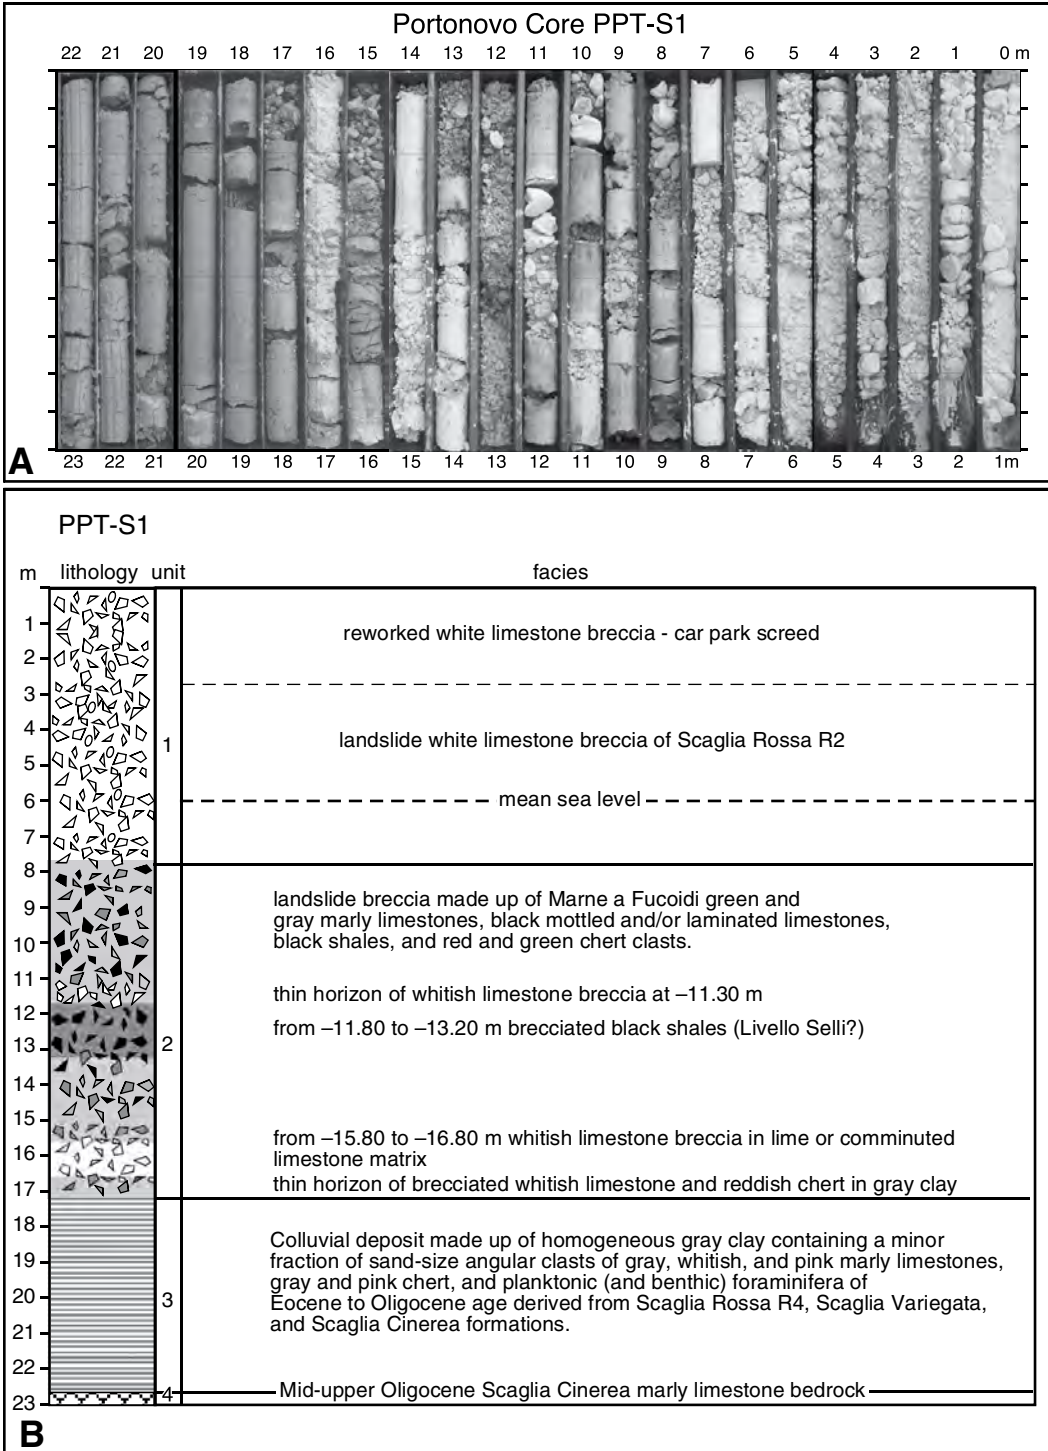 Portonovo Core PPT-S1
22 21 20 19 18 17 16 15 14 13 12 11 10 9 8 7 6 5 4 3 2 1 0 m
A
23 22 21 20 19 18 17 16 15 14 13 12 11 10 9 8 7 6 5 4 3 2 1m
PPT-S1
m lithology unit facies
1
reworked white limestone breccia - car park screed
2
3
4
landslide white limestone breccia of Scaglia Rossa R2
1
5
6
mean sea level
7
8
landslide breccia made up of Marne a Fucoidi green and
9
gray marly limestones, black mottled and/or laminated limestones,
10
black shales, and red and green chert clasts.
11
thin horizon of whitish limestone breccia at –11.30 m
12
from –11.80 to –13.20 m brecciated black shales (Livello Selli?)
13
2
14
15
from –15.80 to –16.80 m whitish limestone breccia in lime or comminuted
16
limestone matrix
17
thin horizon of brecciated whitish limestone and reddish chert in gray clay
18
Colluvial deposit made up of homogeneous gray clay containing a minor
19
fraction of sand-size angular clasts of gray, whitish, and pink marly limestones,
gray and pink chert, and planktonic (and benthic) foraminifera of
20
3
Eocene to Oligocene age derived from Scaglia Rossa R4, Scaglia Variegata,
21
and Scaglia Cinerea formations.
22
4
Mid-upper Oligocene Scaglia Cinerea marly limestone bedrock
23
B